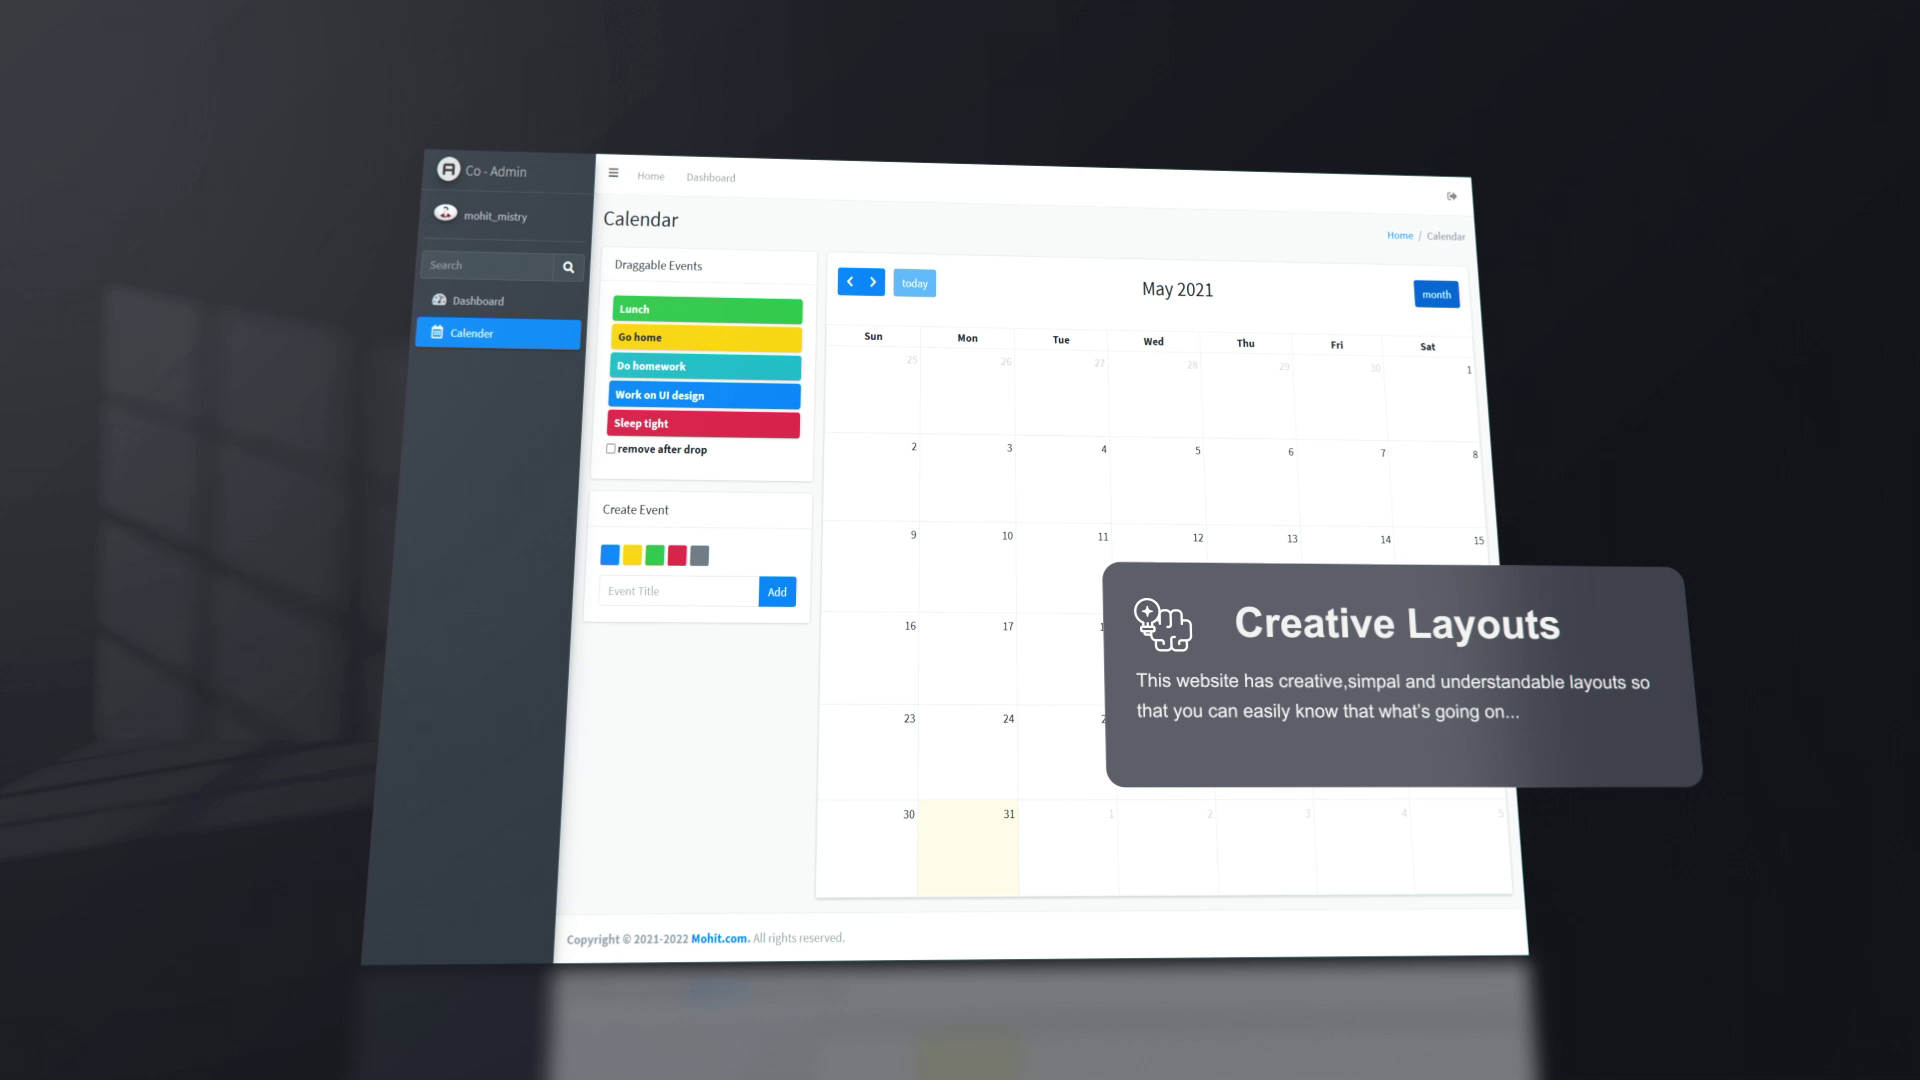 Co - Admin
mohit_mistry
Search
Dashboard
Calender
Home Dashboard
Calendar
Home / Calendar
Draggable Events
Lunch
Go home
Do homework
Work on UI design
Sleep tight
remove after drop
Create Event
Event Title Add
today
May 2021
month
Sun Mon Tue Wed Thu Fri Sat
25 26 27 28 29 30 1
2 3 4 5 6 7 8
9 10 11 12 13 14 15
16 17
23 24
30 31 1 2 3 4 5
Creative Layouts
This website has creative,simpal and understandable layouts so
that you can easily know that what's going on...
Copyright © 2021-2022 Mohit.com. All rights reserved.